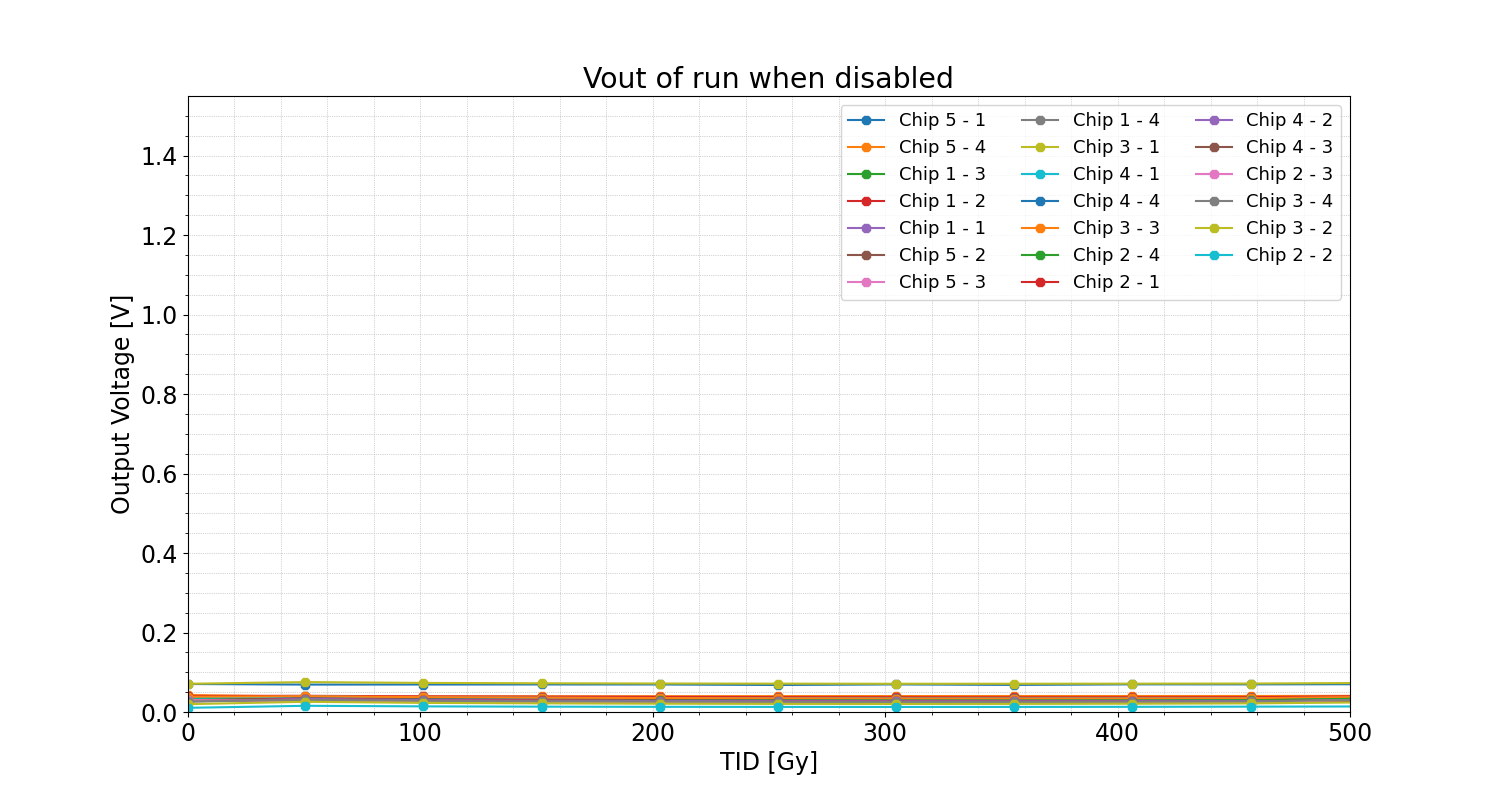 Vout of run when disabled
Chip 5 - 1
Chip 5 - 4
Chip 1 - 3
Chip 1 - 2
Chip 1 - 1
Chip 5 - 2
Chip 5 - 3
Chip 1 - 4
Chip 3 - 1
Chip 4 - 1
Chip 4 - 4
Chip 3 - 3
Chip 2 - 4
Chip 2 - 1
Chip 4 - 2
Chip 4 - 3
Chip 2 - 3
Chip 3 - 4
Chip 3 - 2
Chip 2 - 2
Output Voltage [V]
1.4
1.2
1.0
0.8
0.6
0.4
0.2
0.0
0
100
200
300
400
500
TID [Gy]